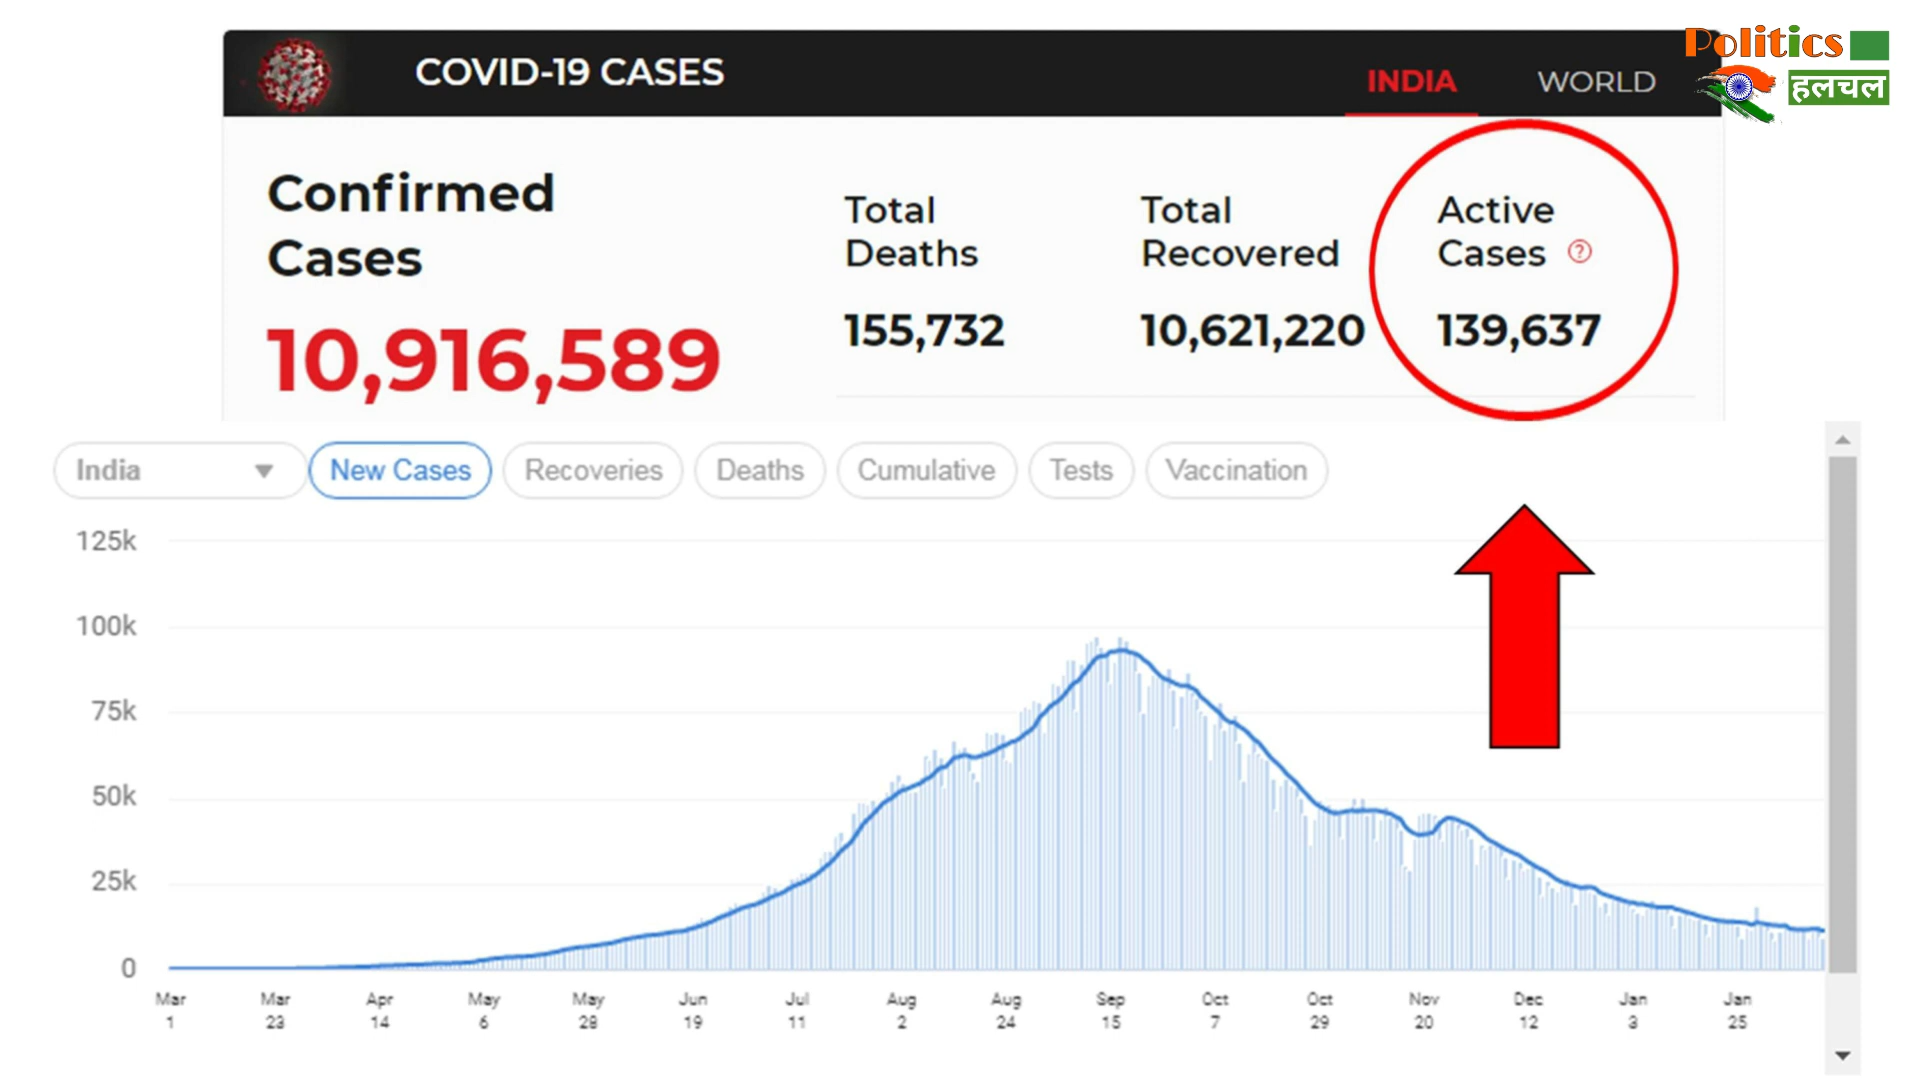 Politics
हलचल
COVID-19 CASES
INDIA WORLD
Confirmed
Cases
10,916,589
Total
Deaths
155,732
Total
Recovered
10,621,220
Active
Cases ?
139,637
India New Cases Recoveries Deaths Cumulative Tests Vaccination
125k
100k
75k
50k
25k
0
Mar 1
Mar 23
Apr 14
May 6
May 28
Jun 19
Jul 11
Aug 2
Aug 24
Sep 15
Oct 7
Oct 29
Nov 20
Dec 12
Jan 3
Jan 25